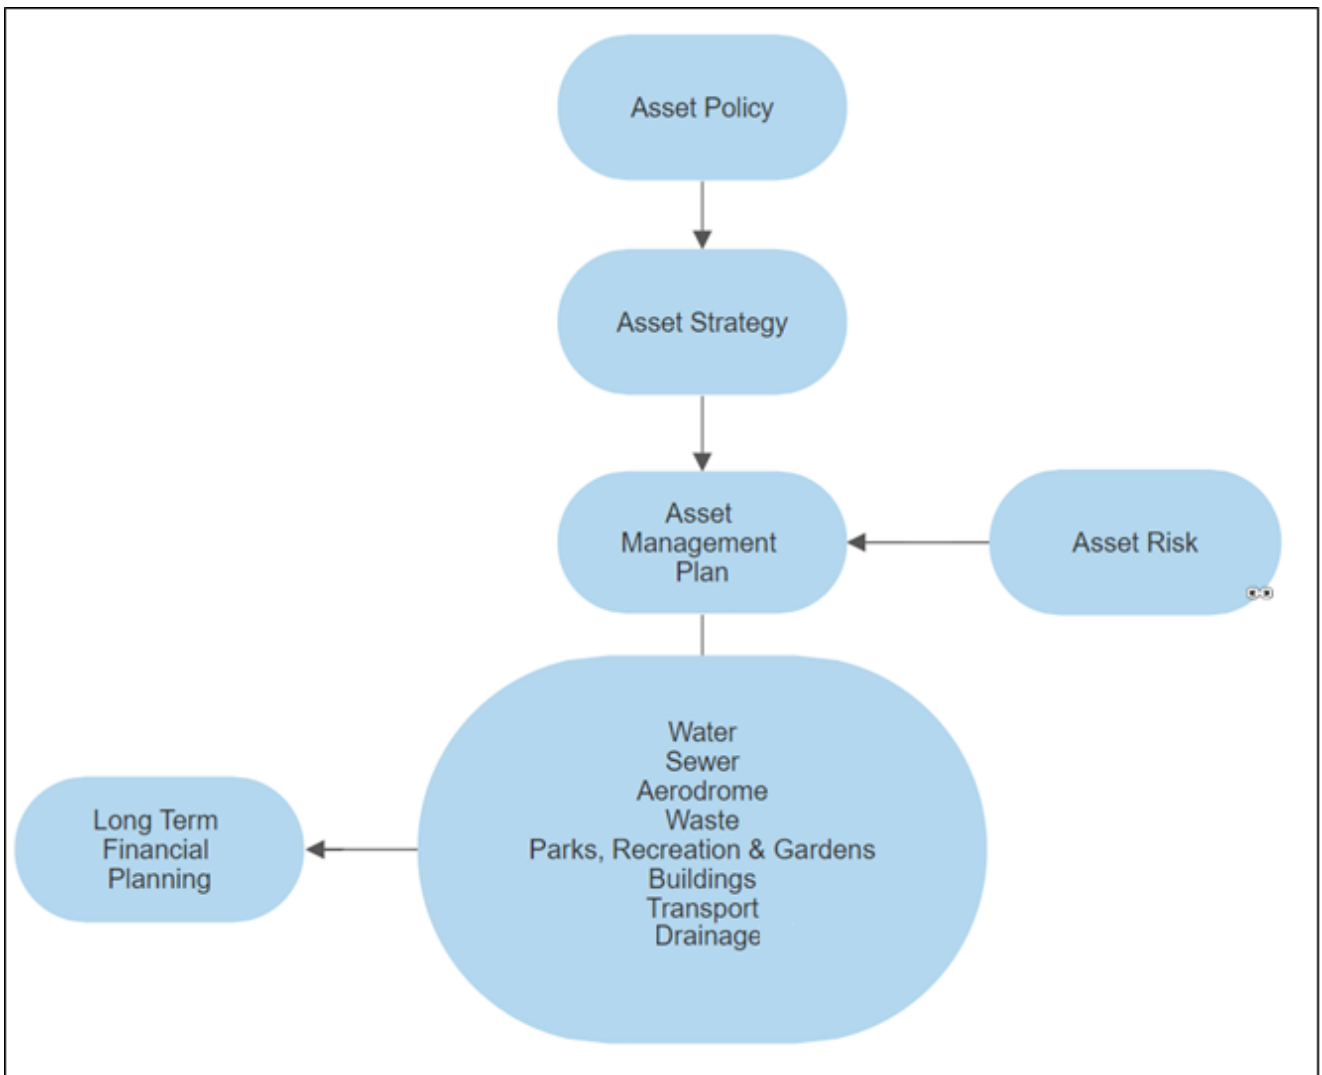 Asset Policy
Asset Strategy
Asset
Management
Plan
Asset Risk
Water
Sewer
Aerodrome
Waste
Parks, Recreation & Gardens
Buildings
Transport
Drainage
Long Term
Financial
Planning